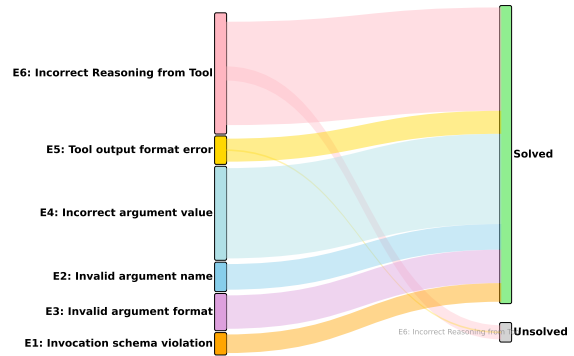 E6: Incorrect Reasoning from Tool
E5: Tool output format error
E4: Incorrect argument value
E2: Invalid argument name
E3: Invalid argument format
E1: Invocation schema violation
Solved
E6: Incorrect Reasoning from
Unsolved